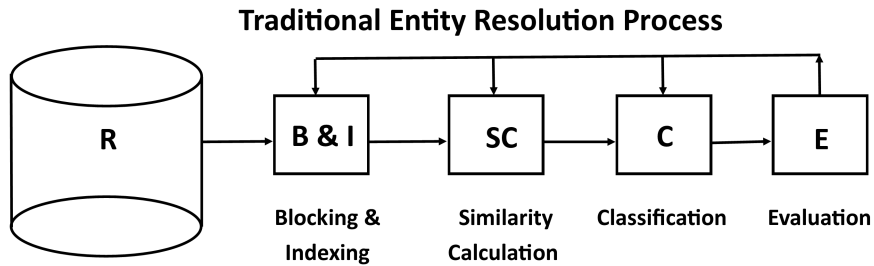 Traditional Entity Resolution Process
R
B & I
SC
C
E
Blocking &
Indexing
Similarity
Calculation
Classification
Evaluation